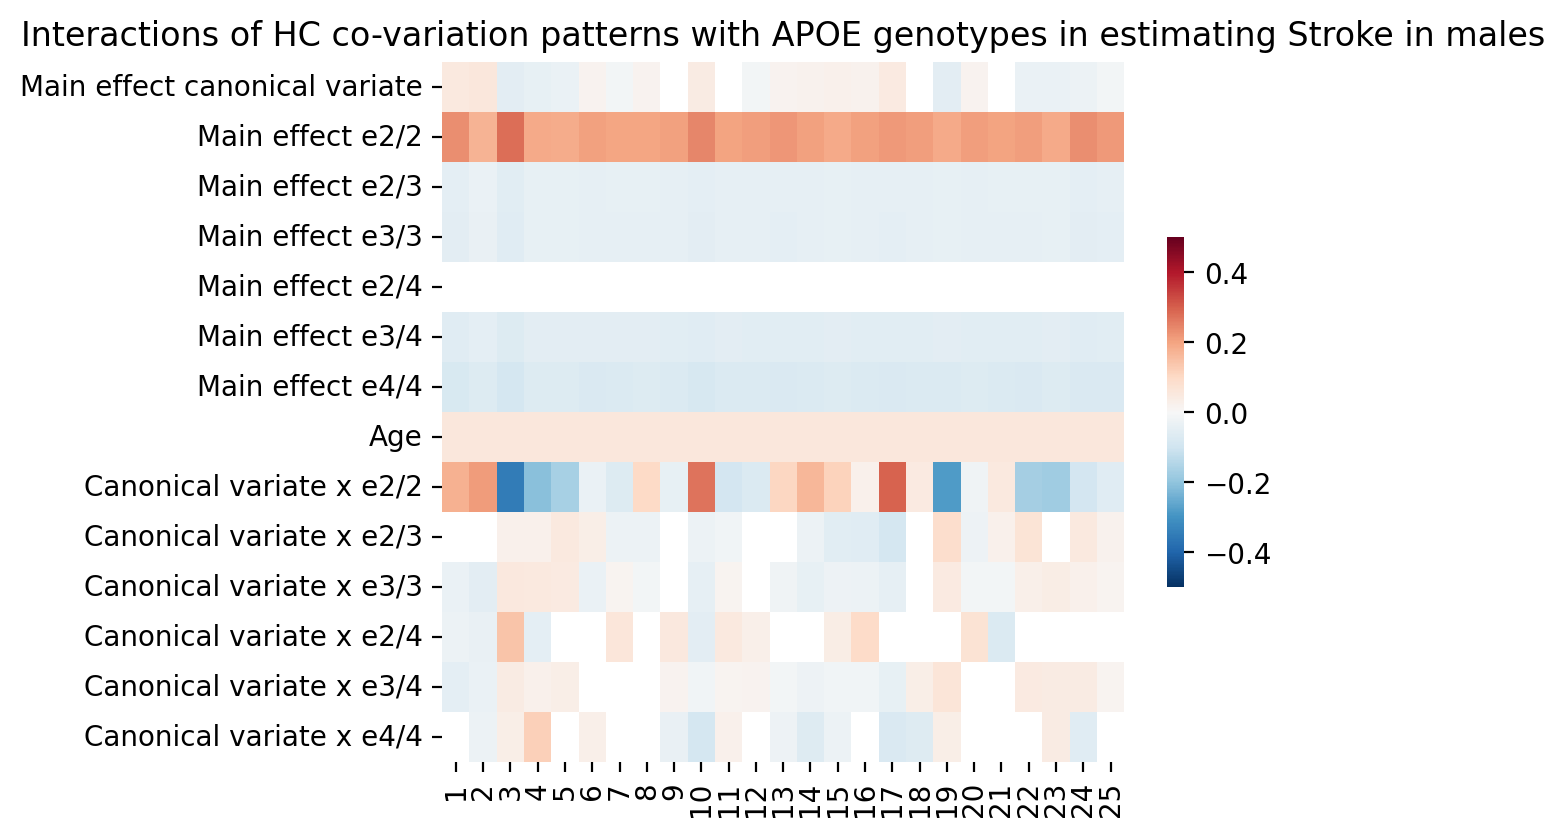 Interactions of HC co-variation patterns with APOE genotypes in estimating Stroke in males
Main effect canonical variate
Main effect e2/2
Main effect e2/3
Main effect e3/3
Main effect e2/4
Main effect e3/4
Main effect e4/4
Age
Canonical variate x e2/2
Canonical variate x e2/3
Canonical variate x e3/3
Canonical variate x e2/4
Canonical variate x e3/4
Canonical variate x e4/4
1 2 3 4 5 6 7 8 9 10 11 12 13 14 15 16 17 18 19 20 21 22 23 24 25
0.4
0.2
0.0
−0.2
−0.4